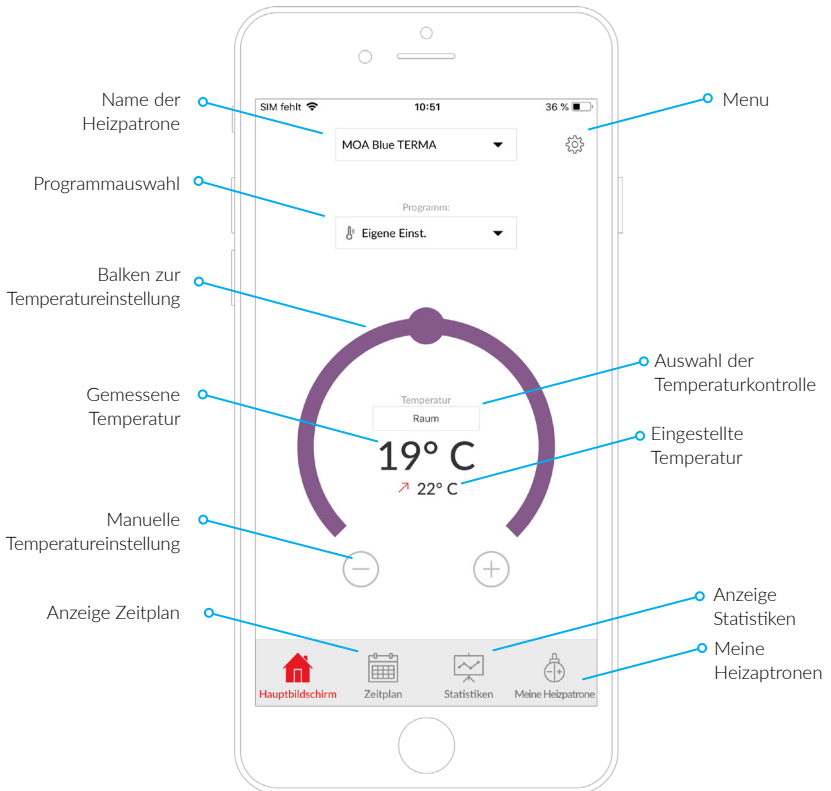 SIM fehlt
10:51
36 %
Name der
Heizpatrone
Menu
MOA Blue TERMA
Programmauswahl
Programm:
Eigene Einst.
Balken zur
Temperatureinstellung
Auswahl der
Temperaturkontrolle
Gemessene
Temperatur
Temperatur
Raum
19° C
22° C
Eingestellte
Temperatur
Manuelle
Temperatureinstellung
Anzeige Zeitplan
Anzeige
Statistiken
Meine
Heizaptronen
Hauptbildschirm
Zeitplan
Statistiken
Meine Heizpatrone